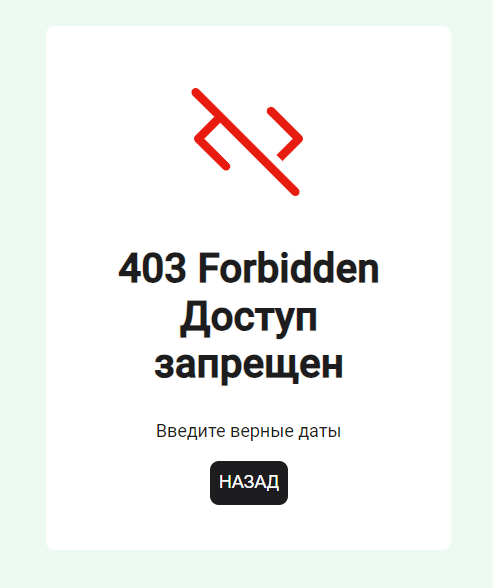 403 Forbidden
Доступ
запрещен
Введите верные даты
НАЗАД